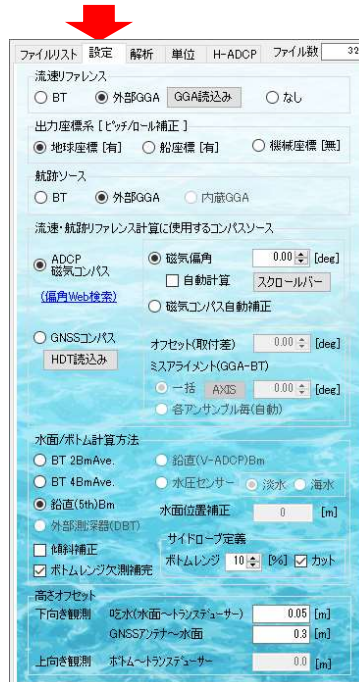 ファイルリスト 設定 解析 単位 H-ADCP ファイル数 32
流速リファレンス
BT 外部GGA GGA読込み なし
出力座標系 [ ピッチ/ロール補正 ]
地球座標 [有] 船座標 [有] 機械座標 [無]
航跡ソース
BT 外部GGA 内蔵GGA
流速・航跡リファレンス計算に使用するコンパスソース
ADCP
磁気コンパス
(偏角Web検索)
磁気偏角 0.00 [deg]
自動計算 スクロールバー
磁気コンパス自動補正
GNSSコンパス
HDT読込み
オフセット(取付差) 0.00 [deg]
ミスアライメント(GGA-BT)
一括 AXIS 0.00 [deg]
各アンサンブル毎(自動)
水面/ボトム計算方法
BT 2BmAve. 鉛直(V-ADCP)Bm
BT 4BmAve. 水圧センサー 淡水 海水
鉛直(5th)Bm 水面位置補正 0 [m]
外部測深器(DBT)
傾斜補正
ボトムレンジ欠測補完
サイドローブ定義
ボトムレンジ 10 [%] カット
高さオフセット
下向き観測 喫水(水面～トランスデューサー) 0.05 [m]
GNSSアンテナ～水面 0.3 [m]
上向き観測 ボトム～トランスデューサー 0.0 [m]